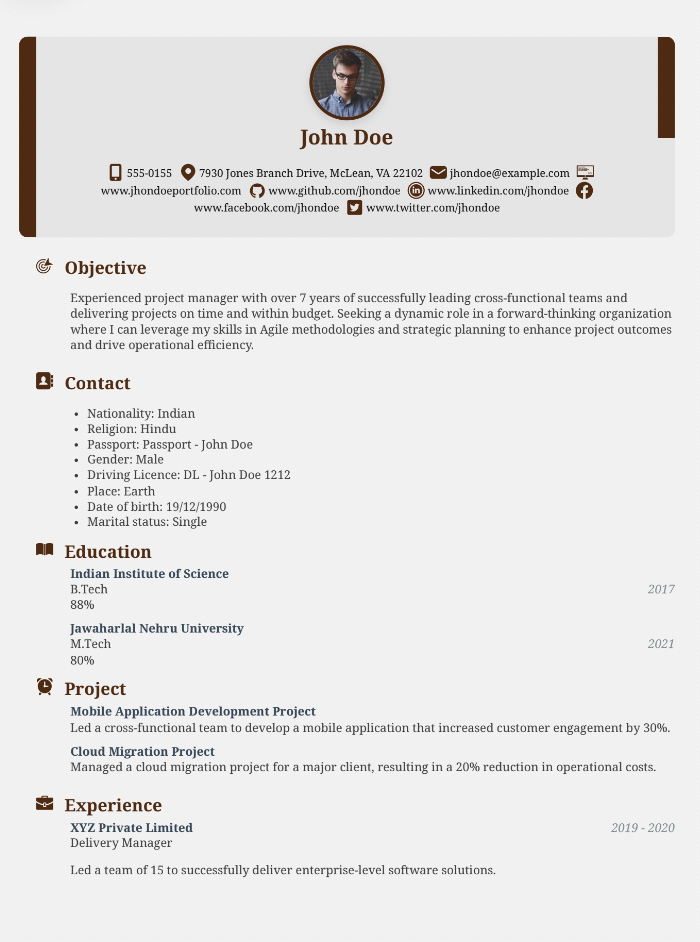 John Doe
555-0155 7930 Jones Branch Drive, McLean, VA 22102 jhondoe@example.com
www.jhondoeportfolio.com www.github.com/jhondoe www.linkedin.com/jhondoe
www.facebook.com/jhondoe www.twitter.com/jhondoe
Objective
Experienced project manager with over 7 years of successfully leading cross-functional teams and
delivering projects on time and within budget. Seeking a dynamic role in a forward-thinking organization
where I can leverage my skills in Agile methodologies and strategic planning to enhance project outcomes
and drive operational efficiency.
Contact
• Nationality: Indian
• Religion: Hindu
• Passport: Passport - John Doe
• Gender: Male
• Driving Licence: DL - John Doe 1212
• Place: Earth
• Date of birth: 19/12/1990
• Marital status: Single
Education
Indian Institute of Science
B.Tech 2017
88%
Jawaharlal Nehru University
M.Tech 2021
80%
Project
Mobile Application Development Project
Led a cross-functional team to develop a mobile application that increased customer engagement by 30%.
Cloud Migration Project
Managed a cloud migration project for a major client, resulting in a 20% reduction in operational costs.
Experience
XYZ Private Limited 2019 - 2020
Delivery Manager
Led a team of 15 to successfully deliver enterprise-level software solutions.